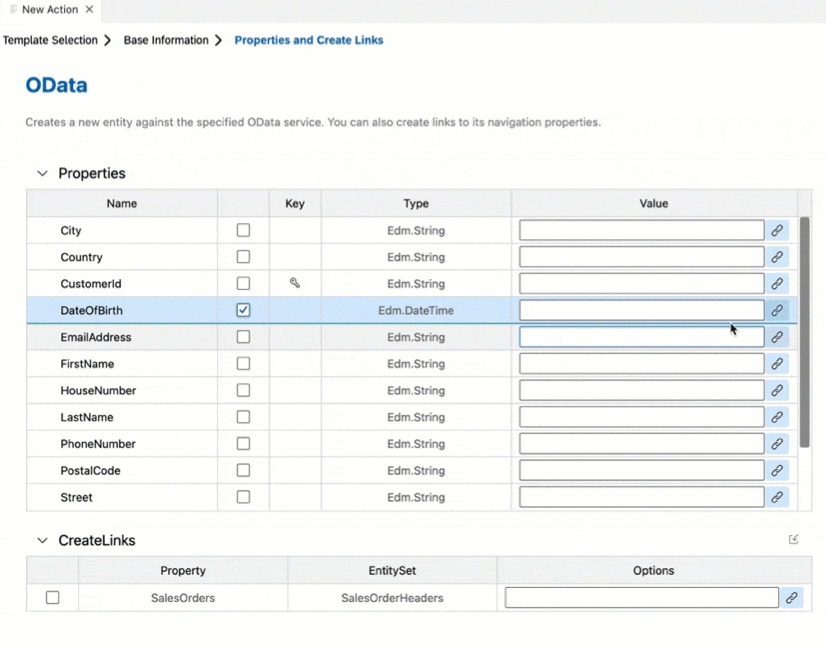 New Action
Template Selection Base Information Properties and Create Links
OData
Creates a new entity against the specified OData service. You can also create links to its navigation properties.
Properties
Name Key Type Value
City Edm.String
Country Edm.String
CustomerId Edm.String
DateOfBirth Edm.DateTime
EmailAddress Edm.String
FirstName Edm.String
HouseNumber Edm.String
LastName Edm.String
PhoneNumber Edm.String
PostalCode Edm.String
Street Edm.String
CreateLinks
Property EntitySet Options
SalesOrders SalesOrderHeaders